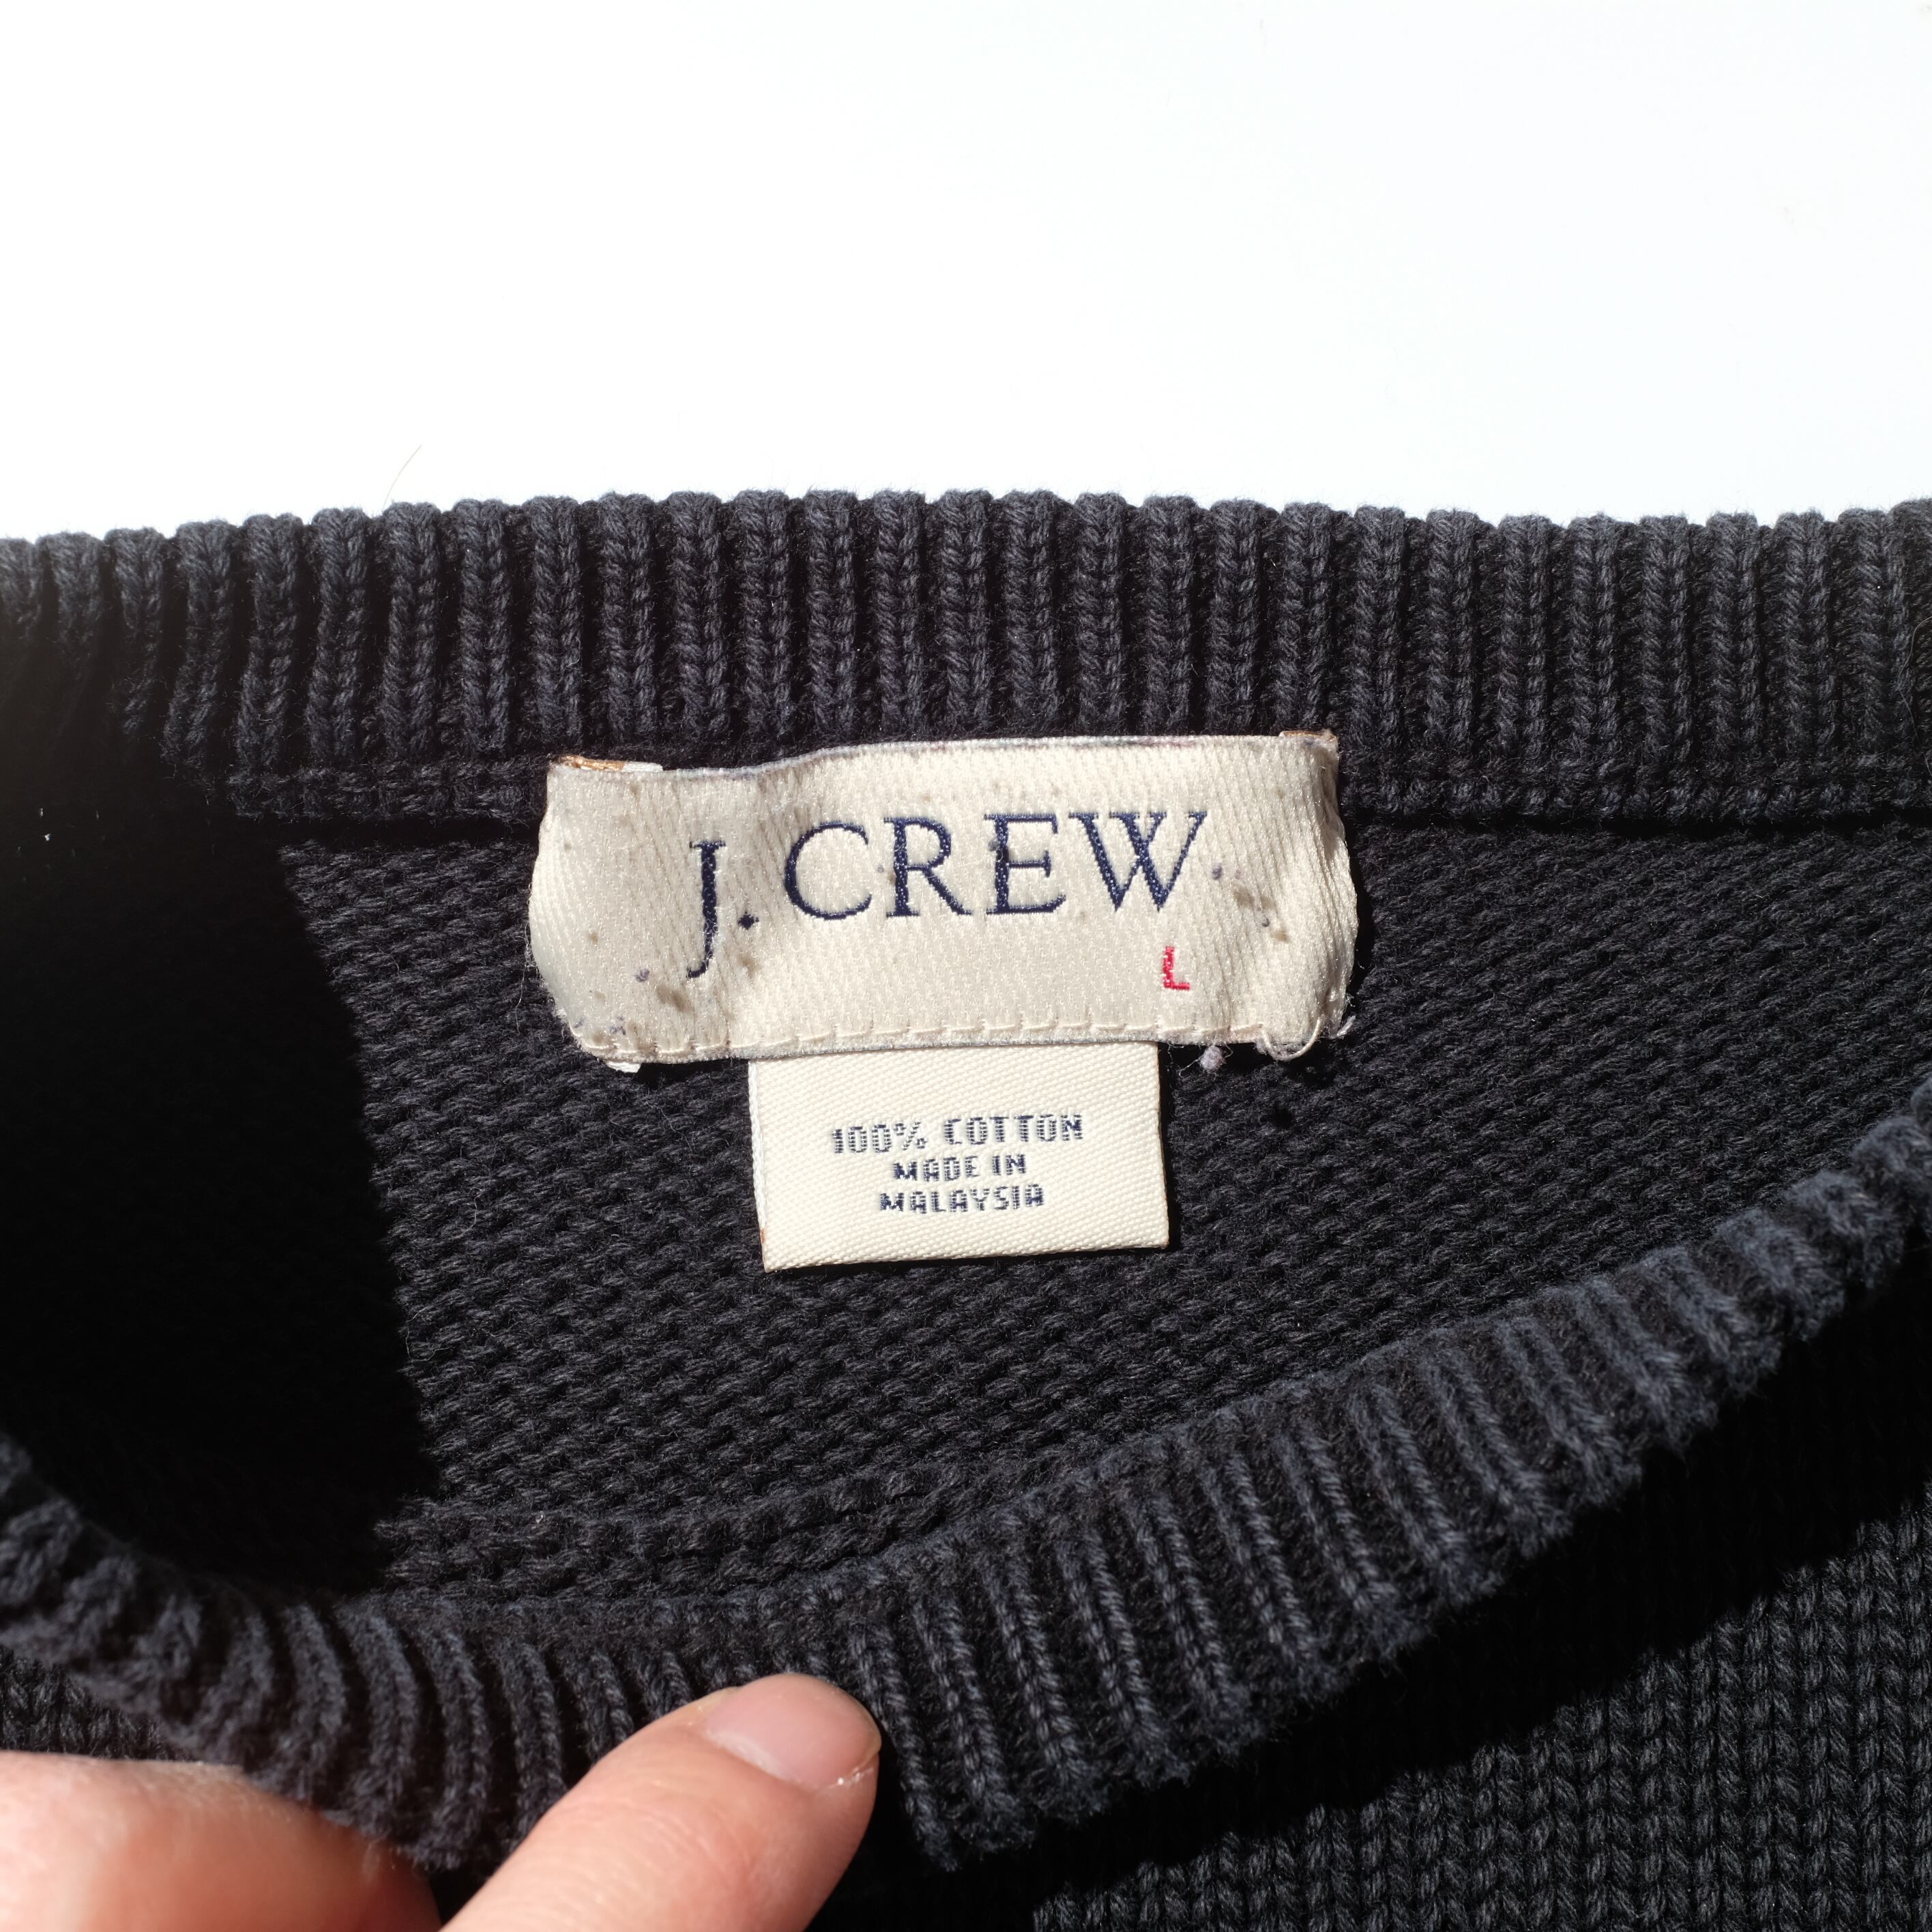 J.CREW
L
100% COTTON
MADE IN
MALAYSIA